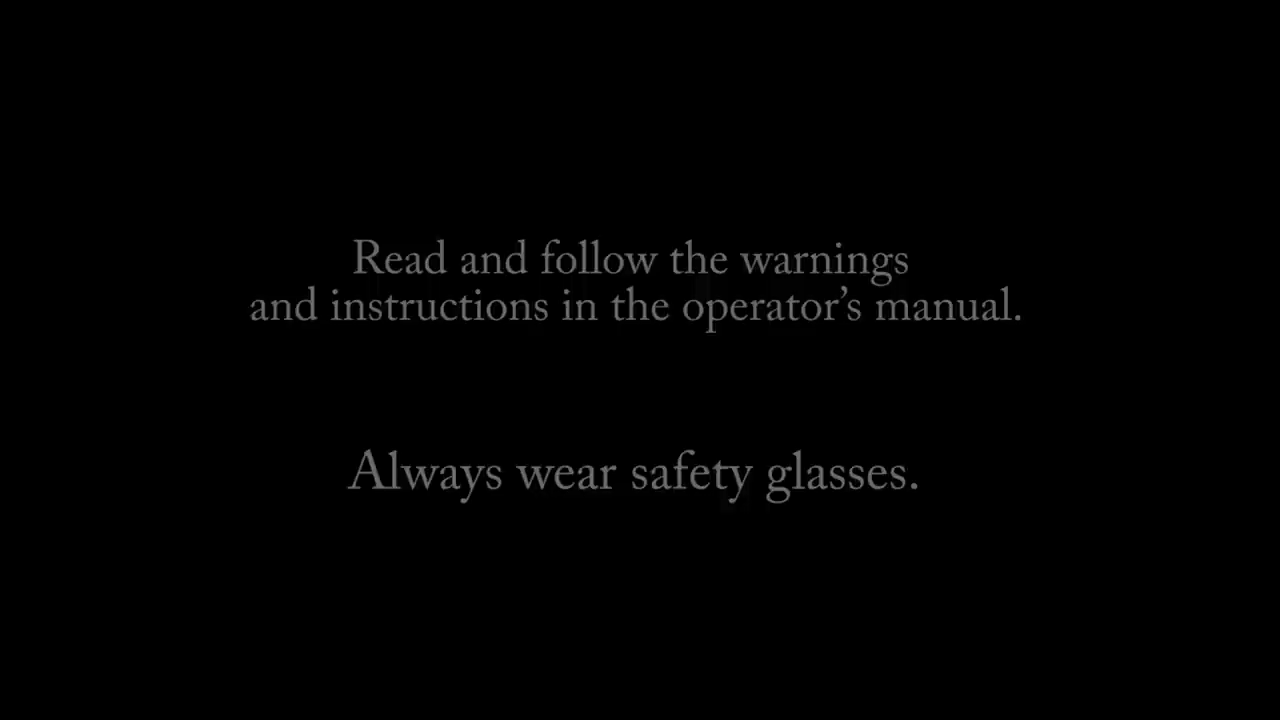 Read and follow the warnings
and instructions in the operator’s manual.
Always wear safety glasses.